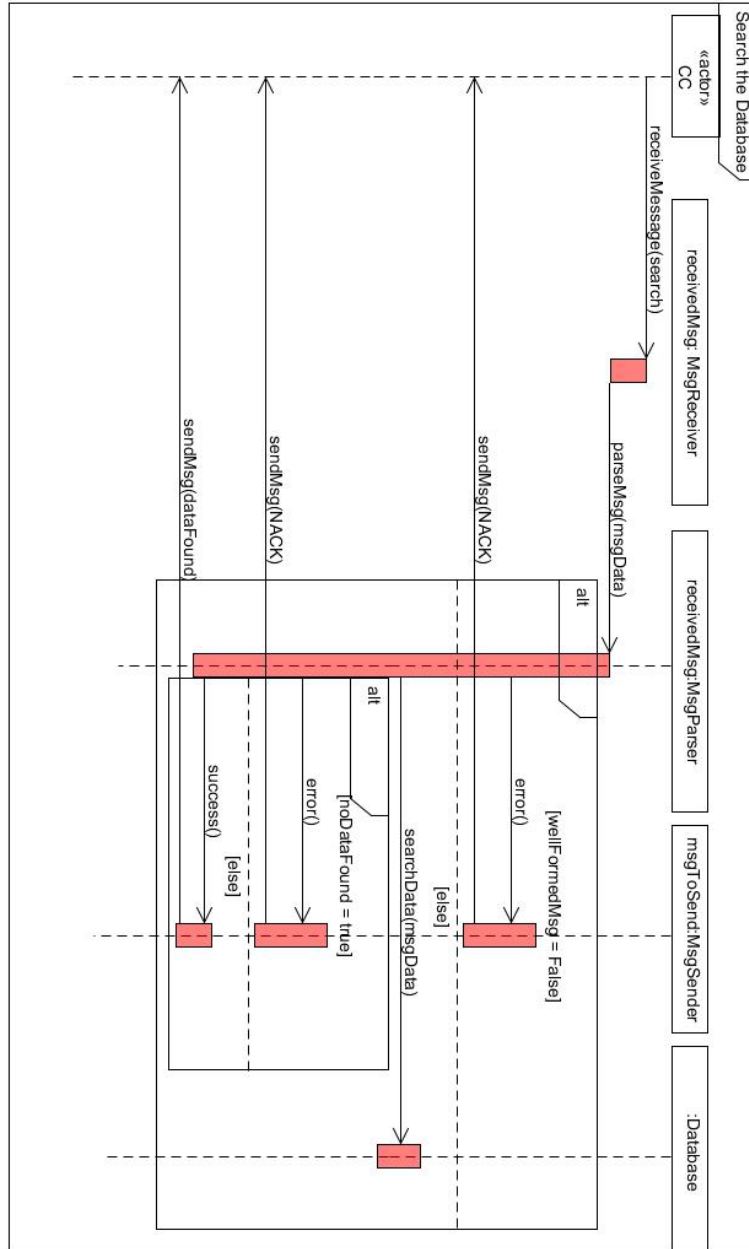 Search the Database
«actor»
CC
receivedMsg: MsgReceiver
receivedMsg:MsgParser
msgToSend:MsgSender
:Database
receiveMessage(search)
parseMsg(msgData)
alt
[wellFormedMsg = False]
error()
sendMsg(NACK)
[else]
searchData(msgData)
alt
[noDataFound = true]
error()
sendMsg(NACK)
[else]
success()
sendMsg(dataFound)